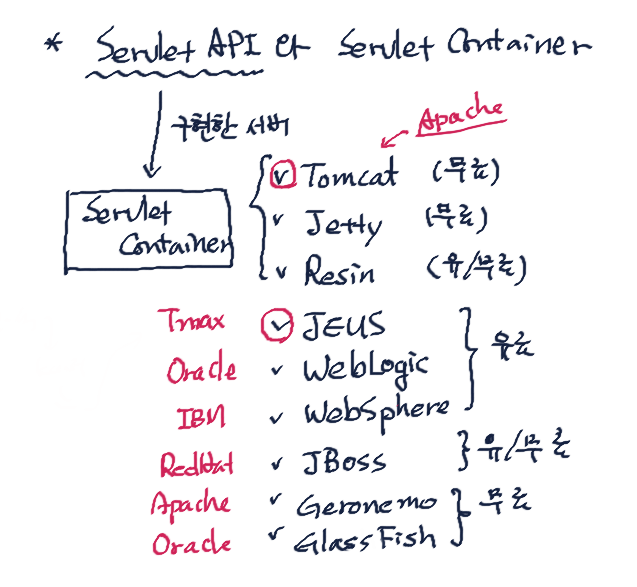 * Servlet API 와 Servlet Container
구현한 서버
Apache
Servlet Container
✓ Tomcat (무료)
✓ Jetty (무료)
✓ Resin (유/무료)
Tmax ✓ JEUS
유료
Oracle ✓ WebLogic
IBM ✓ WebSphere
RedHat ✓ JBoss } 유/무료
Apache ✓ Geronemo } 무료
Oracle ✓ GlassFish